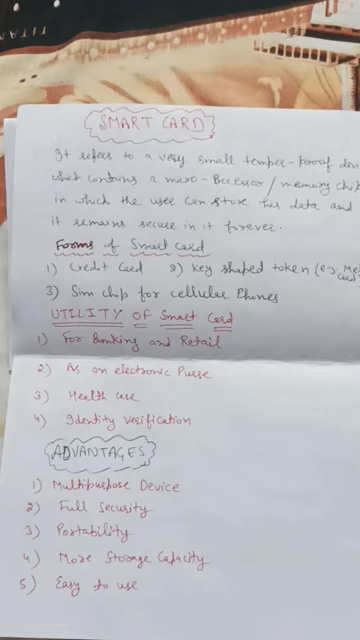 SMART CARD
It refers to a very small temper-proof devi
which contains a micro-Processor/memory chip
in which the user can store his data and
it remains secure in it forever.
Forms of Smart card
1) Credit Card 2) Key shaped token (e.g. Me
Card
3) Sim chip for cellular Phones
UTILITY OF Smart Card
1) For Banking and Retail
2) As an electronic Purse
3) Health care
4) Identity Verification
ADVANTAGES
1) Multipurpose Device
2) Full Security
3) Portability
4) More Storage Capacity
5) Easy to use